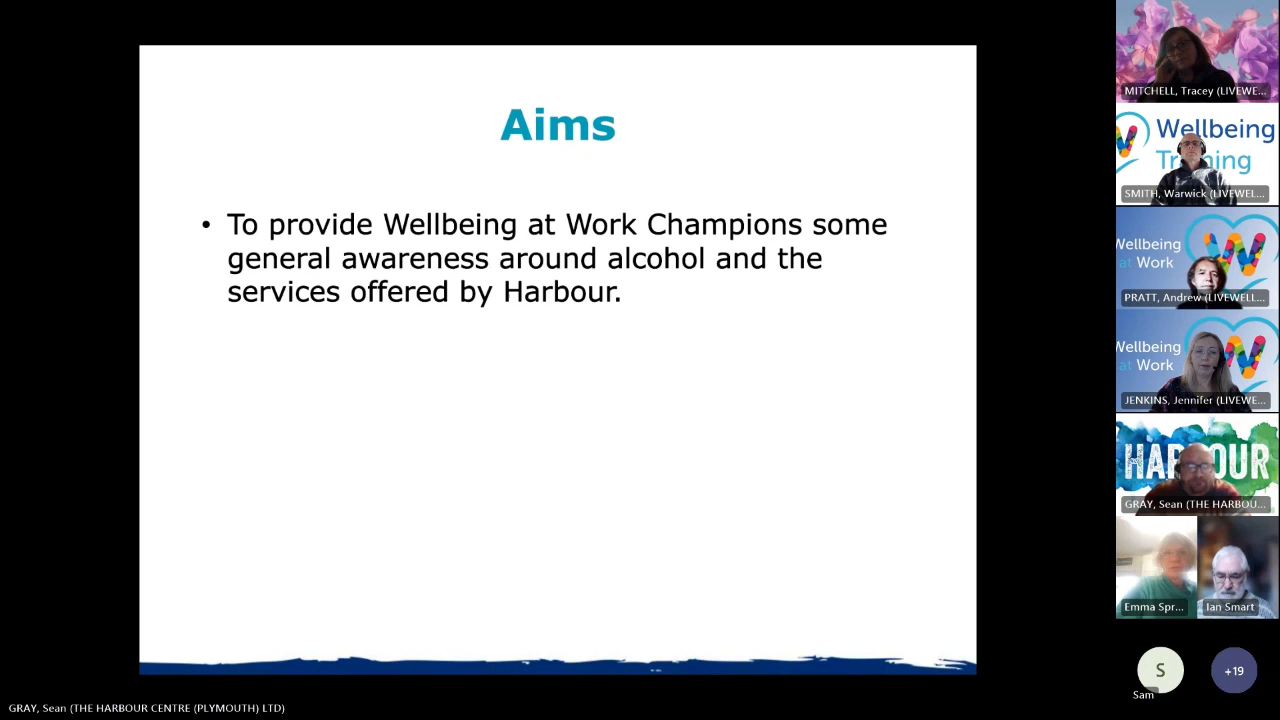 Aims
• To provide Wellbeing at Work Champions some
general awareness around alcohol and the
services offered by Harbour.
MITCHELL, Tracey (LIVEWE...
Wellbeing
Training
SMITH, Warwick (LIVEWEL...
Wellbeing
at Work
PRATT, Andrew (LIVEWELL...
Wellbeing
at Work
JENKINS, Jennifer (LIVEWE...
HARBOUR
GRAY, Sean (THE HARBOU...
Emma Spr...
Ian Smart
S
+19
Sam
GRAY, Sean (THE HARBOUR CENTRE (PLYMOUTH) LTD)